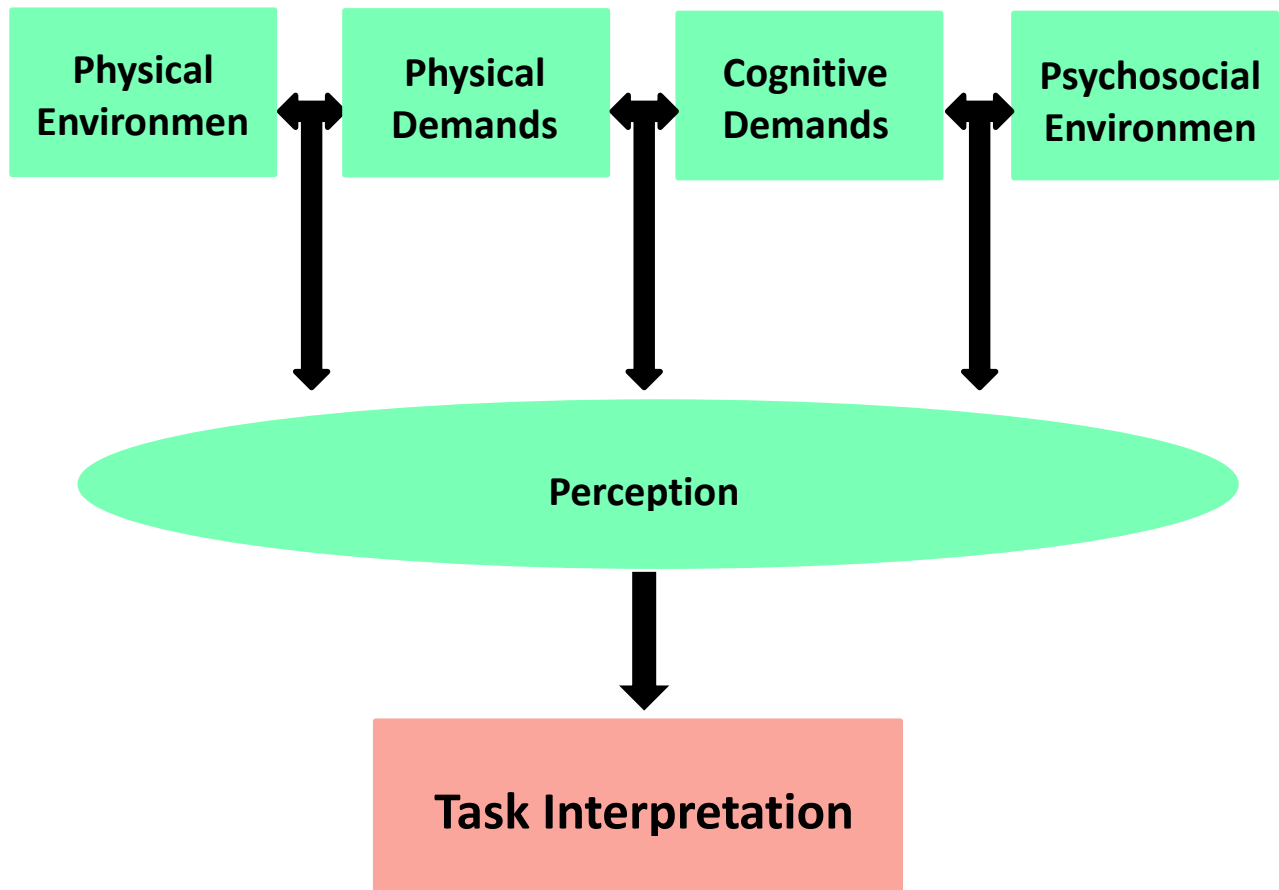 Physical
Environmen
Physical
Demands
Cognitive
Demands
Psychosocial
Environmen
Perception
Task Interpretation